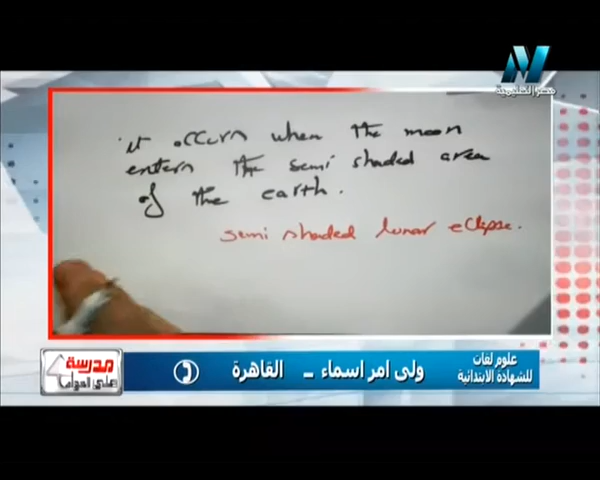 مصر التعليمية
it occurs when the moon
enters the semi shaded area
of the earth.
semi shaded lunar eclipse.
علوم لغات
للشهادة الابتدائية
ولى امر اسماء _ القاهرة
مدرسة
على الهواء